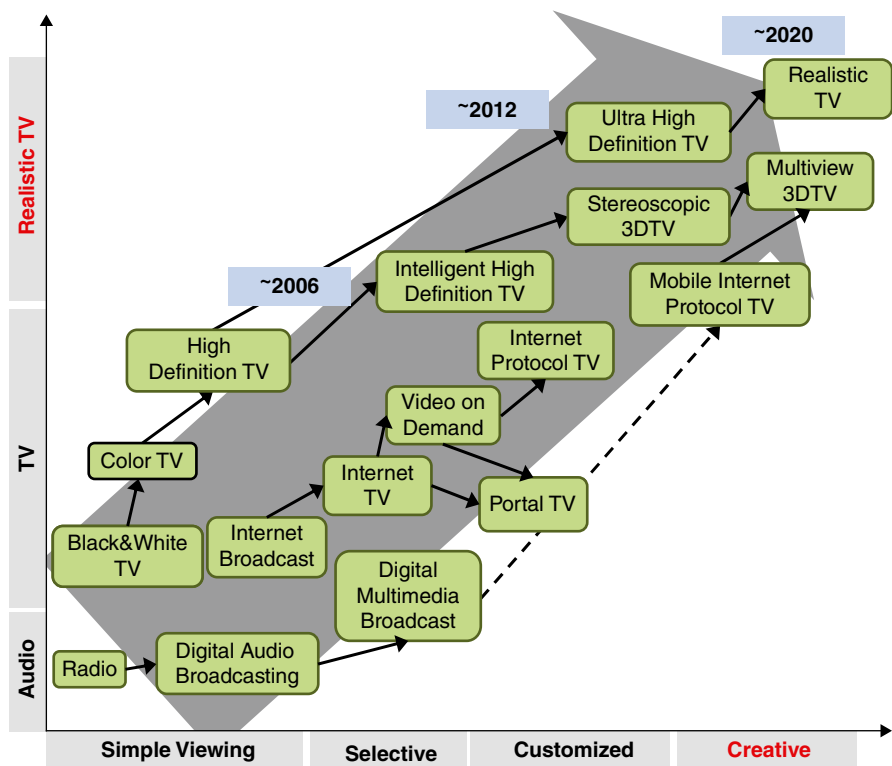 ~2020
Realistic
TV
~2012
Ultra High
Definition TV
Realistic TV
Multiview
3DTV
Stereoscopic
3DTV
~2006
Intelligent High
Definition TV
Mobile Internet
Protocol TV
High
Definition TV
Internet
Protocol TV
Video on
Demand
TV
Color TV
Internet
TV
Portal TV
Black&White
TV
Internet
Broadcast
Digital
Multimedia
Broadcast
Audio
Radio
Digital Audio
Broadcasting
Simple Viewing
Selective
Customized
Creative